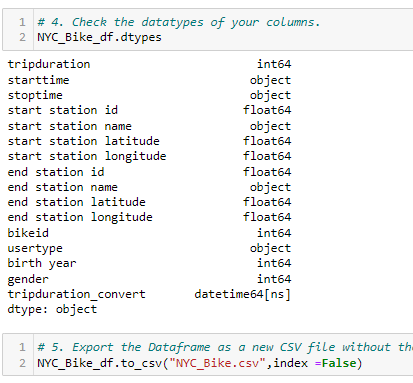 1 # 4. Check the datatypes of your columns.
2 NYC_Bike_df.dtypes
tripduration int64
starttime object
stoptime object
start station id float64
start station name object
start station latitude float64
start station longitude float64
end station id float64
end station name object
end station latitude float64
end station longitude float64
bikeid int64
usertype object
birth year int64
gender int64
tripduration_convert datetime64[ns]
dtype: object
1 # 5. Export the Dataframe as a new CSV file without the
2 NYC_Bike_df.to_csv("NYC_Bike.csv",index =False)